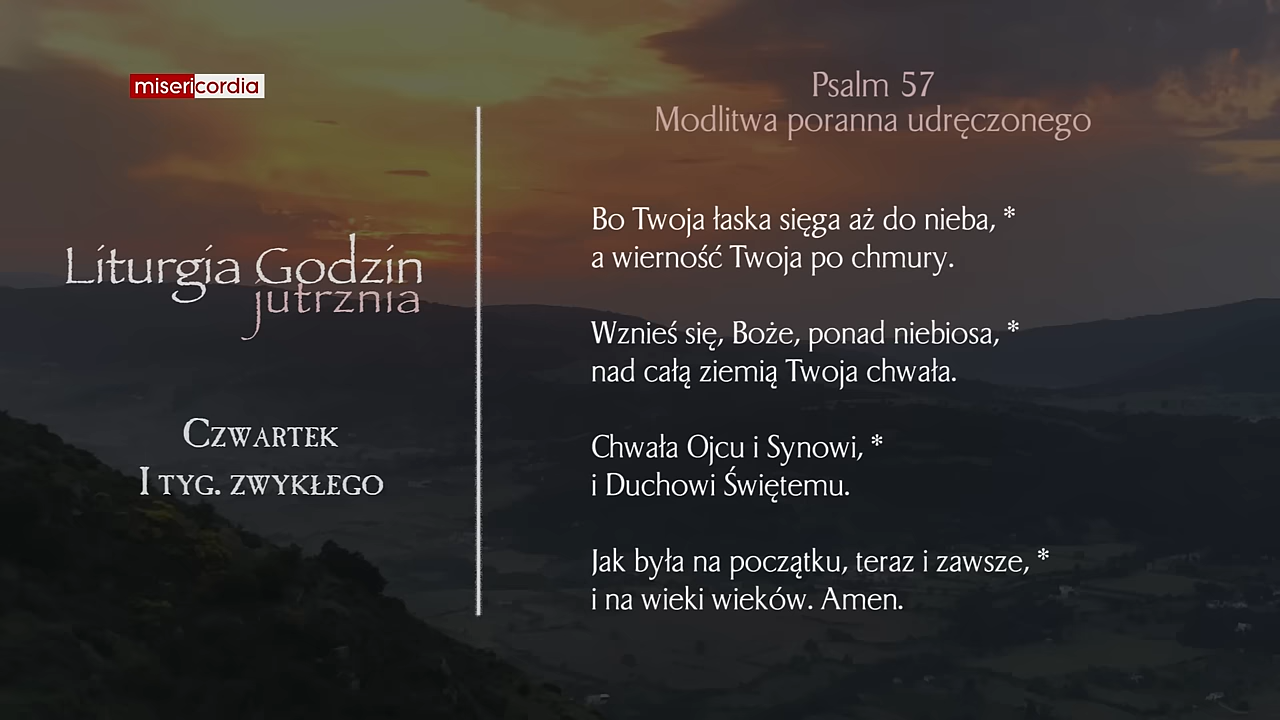 misericordia
Liturgia Godzin
jutrznia
Czwartek
I tyg. zwykłego
Psalm 57
Modlitwa poranna udręczonego
Bo Twoja łaska sięga aż do nieba, *
a wierność Twoja po chmury.
Wznieś się, Boże, ponad niebiosa, *
nad całą ziemią Twoja chwała.
Chwała Ojcu i Synowi, *
i Duchowi Świętemu.
Jak była na początku, teraz i zawsze, *
i na wieki wieków. Amen.